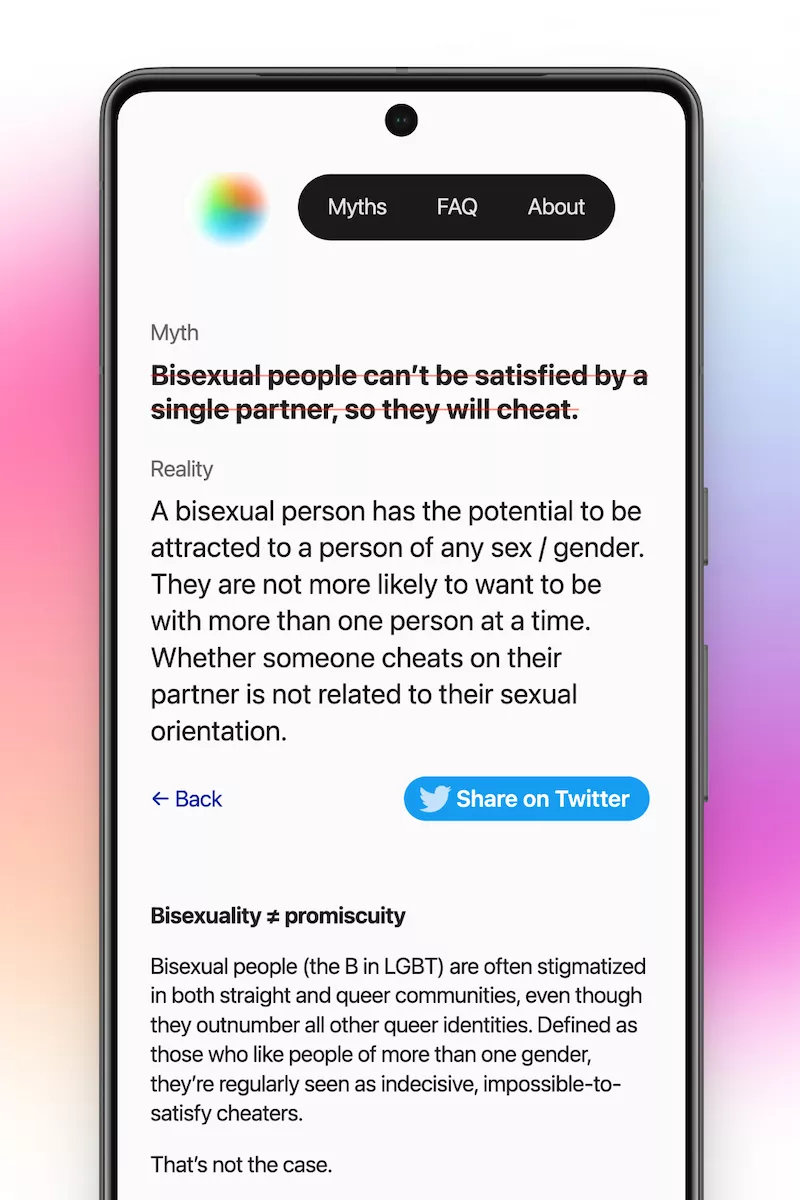 Myths FAQ About
Myth
Bisexual people can’t be satisfied by a
single partner, so they will cheat.
Reality
A bisexual person has the potential to be
attracted to a person of any sex / gender.
They are not more likely to want to be
with more than one person at a time.
Whether someone cheats on their
partner is not related to their sexual
orientation.
← Back Share on Twitter
Bisexuality ≠ promiscuity
Bisexual people (the B in LGBT) are often stigmatized
in both straight and queer communities, even though
they outnumber all other queer identities. Defined as
those who like people of more than one gender,
they’re regularly seen as indecisive, impossible-to-
satisfy cheaters.
That’s not the case.